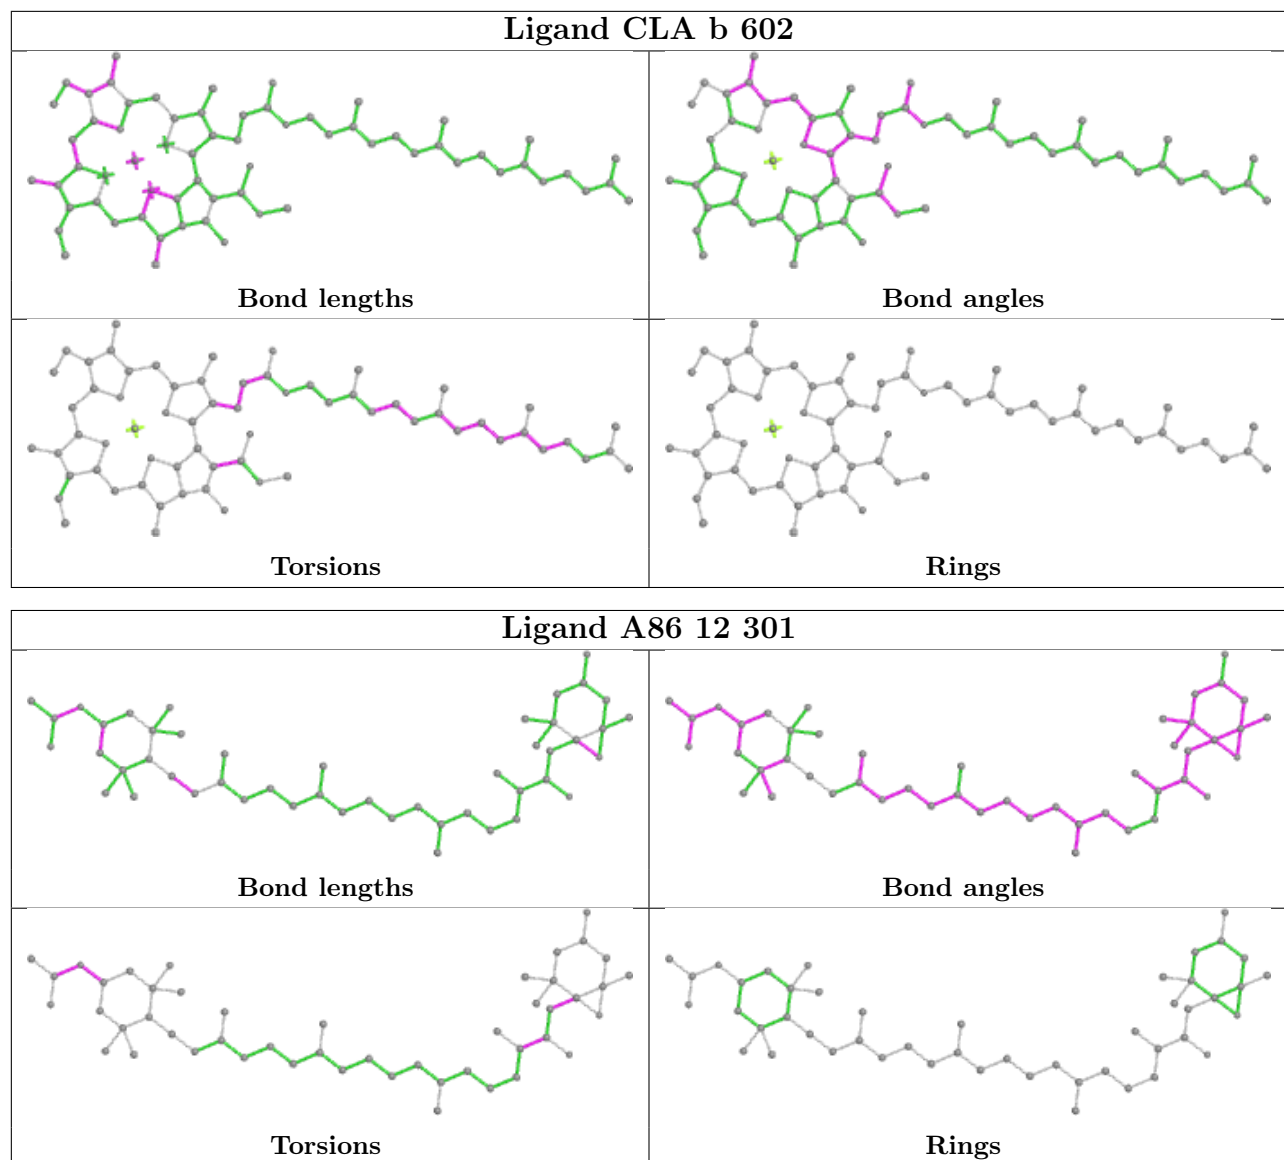 Ligand CLA b 602
Bond lengths
Bond angles
Torsions
Rings
Ligand A86 12 301
Bond lengths
Bond angles
Torsions
Rings